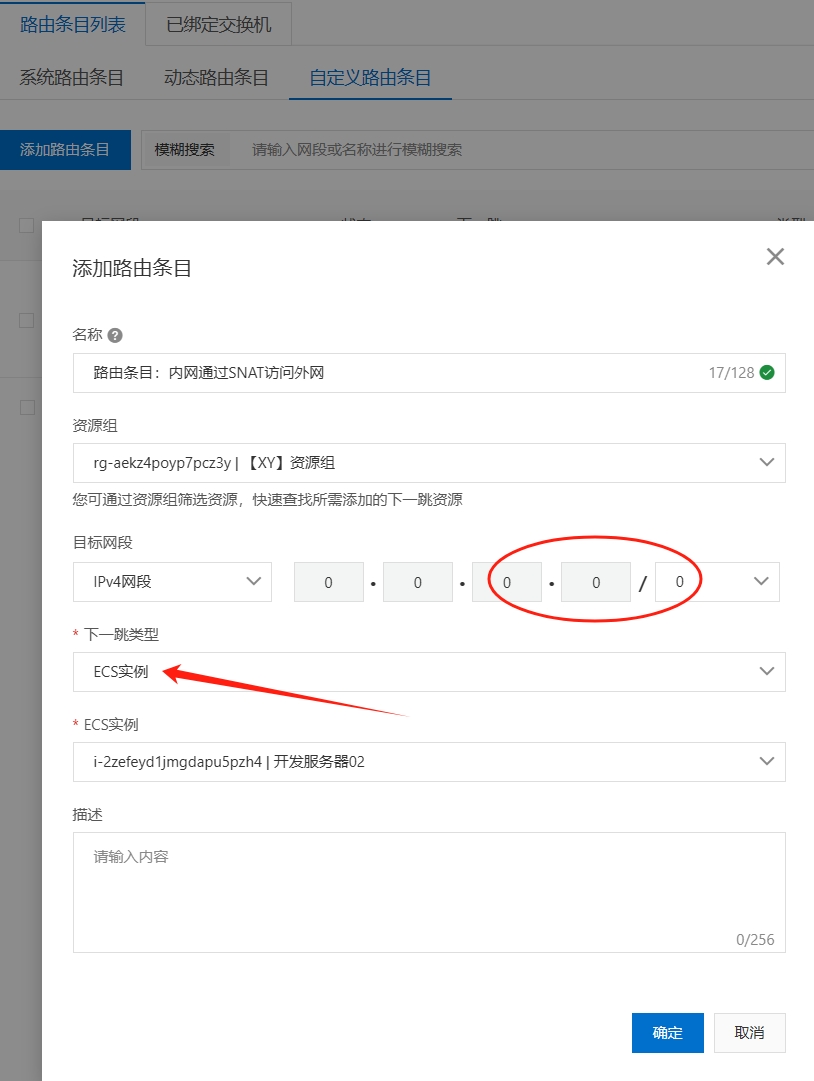 路由条目列表 已绑定交换机
系统路由条目 动态路由条目 自定义路由条目
添加路由条目 模糊搜索 请输入网段或名称进行模糊搜索
添加路由条目
名称 ?
路由条目：内网通过SNAT访问外网 17/128
资源组
rg-aekz4poyp7pcz3y | 【XY】资源组
您可通过资源组筛选资源，快速查找所需添加的下一跳资源
目标网段
IPv4网段 0 . 0 . 0 . 0 / 0
* 下一跳类型
ECS实例
* ECS实例
i-2zefeyd1jmgdapu5pzh4 | 开发服务器02
描述
请输入内容
0/256
确定 取消